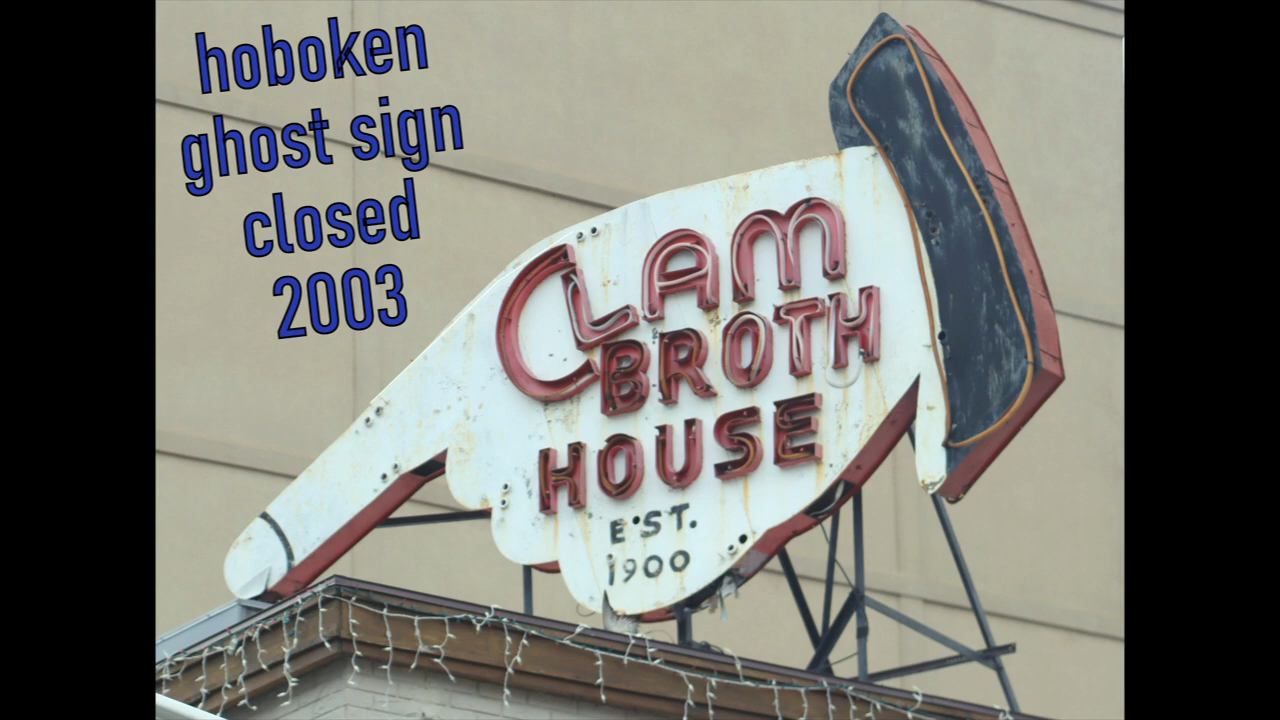 hoboken
ghost sign
closed
2003
CLAM
BROTH
HOUSE
EST.
1900